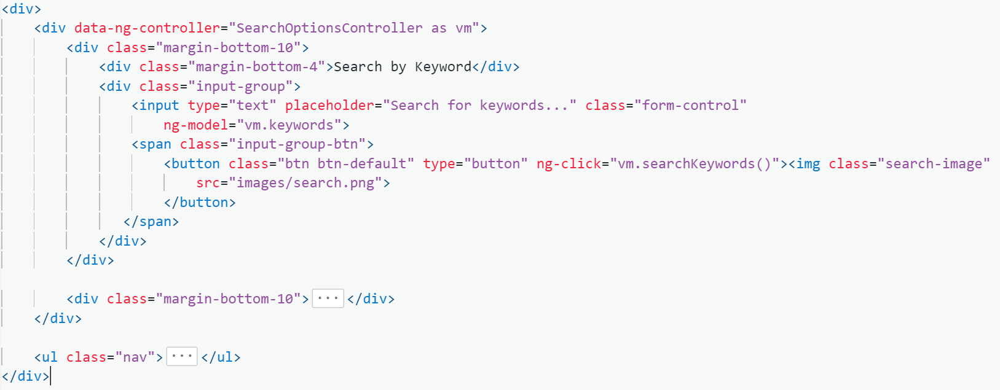 <div>
<div data-ng-controller="SearchOptionsController as vm">
<div class="margin-bottom-10">
<div class="margin-bottom-4">Search by Keyword</div>
<div class="input-group">
<input type="text" placeholder="Search for keywords..." class="form-control"
ng-model="vm.keywords">
<span class="input-group-btn">
<button class="btn btn-default" type="button" ng-click="vm.searchKeywords()"><img class="search-image"
src="images/search.png">
</button>
</span>
</div>
</div>
<div class="margin-bottom-10">...</div>
</div>
<ul class="nav">...</ul>
</div>